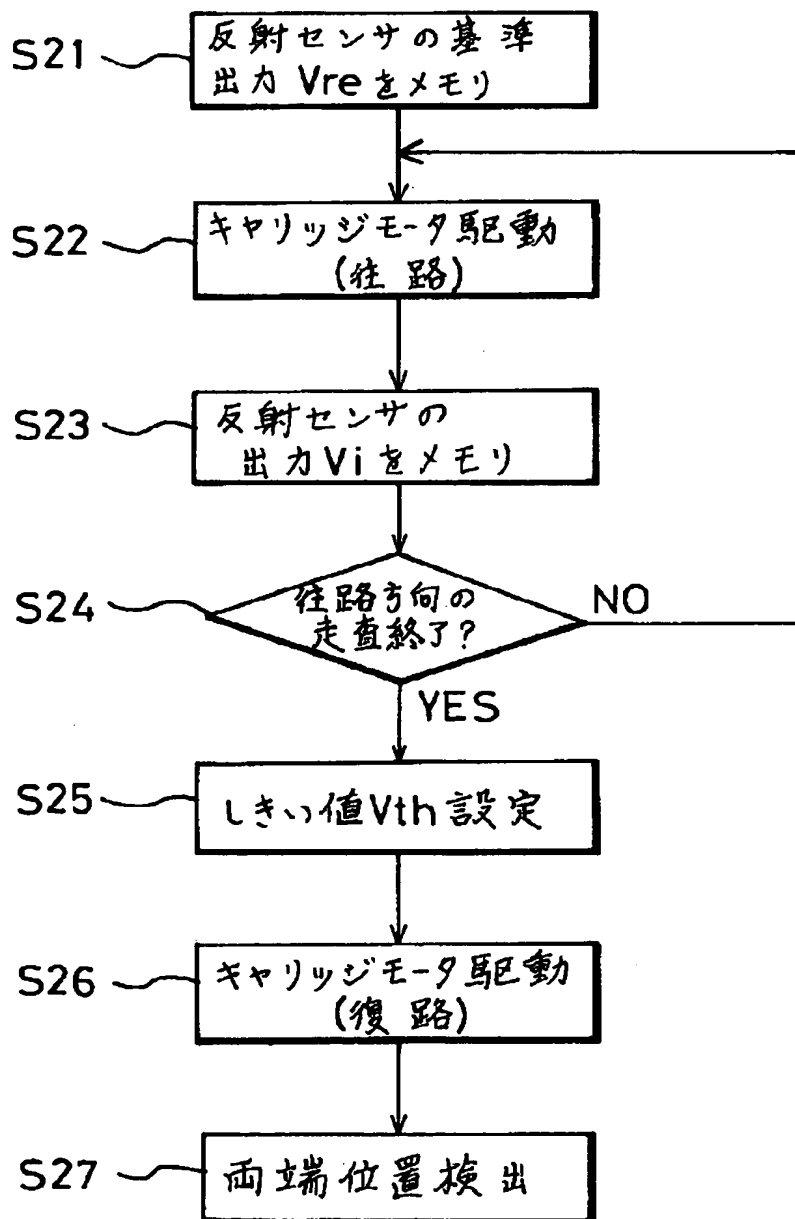 S21
反射センサの基準
出力Vreをメモリ
S22
キャリッジモータ駆動
(往路)
S23
反射センサの
出力Viをメモリ
S24
往路方向の
走査終了?
NO
YES
S25
しきい値Vth設定
S26
キャリッジモータ駆動
(復路)
S27
両端位置検出